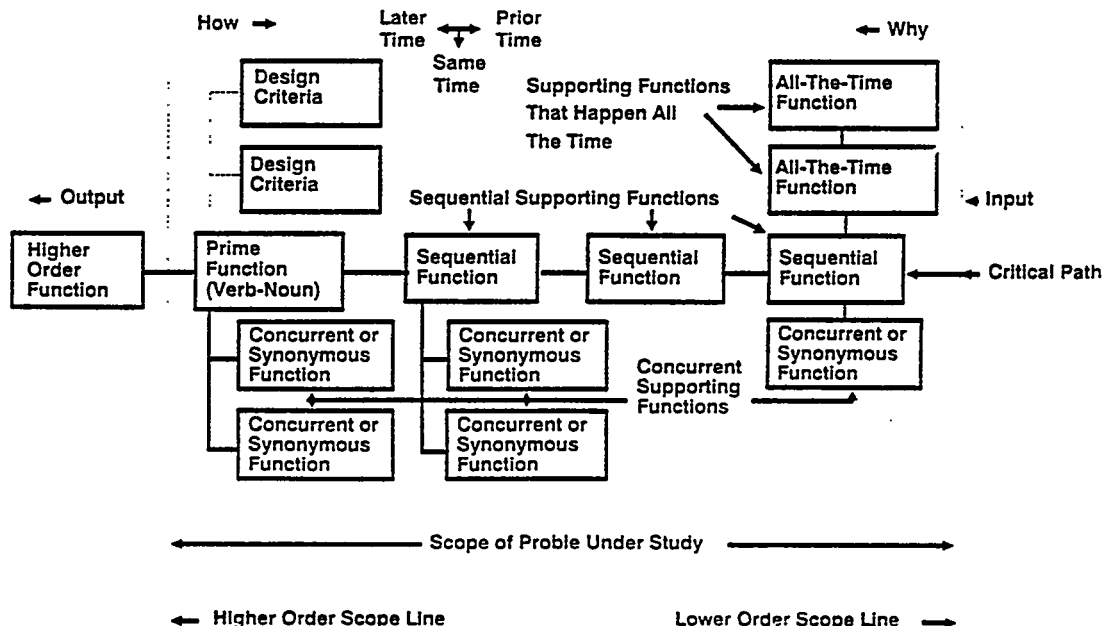 How
Later
Time
Prior
Time
Same
Time
Why
Design
Criteria
Supporting Functions
That Happen All
The Time
All-The-Time
Function
Design
Criteria
All-The-Time
Function
Output
Sequential Supporting Functions
Input
Higher
Order
Function
Prime
Function
(Verb-Noun)
Sequential
Function
Sequential
Function
Sequential
Function
Critical Path
Concurrent or
Synonymous
Function
Concurrent or
Synonymous
Function
Concurrent
Supporting
Functions
Concurrent or
Synonymous
Function
Concurrent or
Synonymous
Function
Concurrent or
Synonymous
Function
Scope of Proble Under Study
Higher Order Scope Line
Lower Order Scope Line